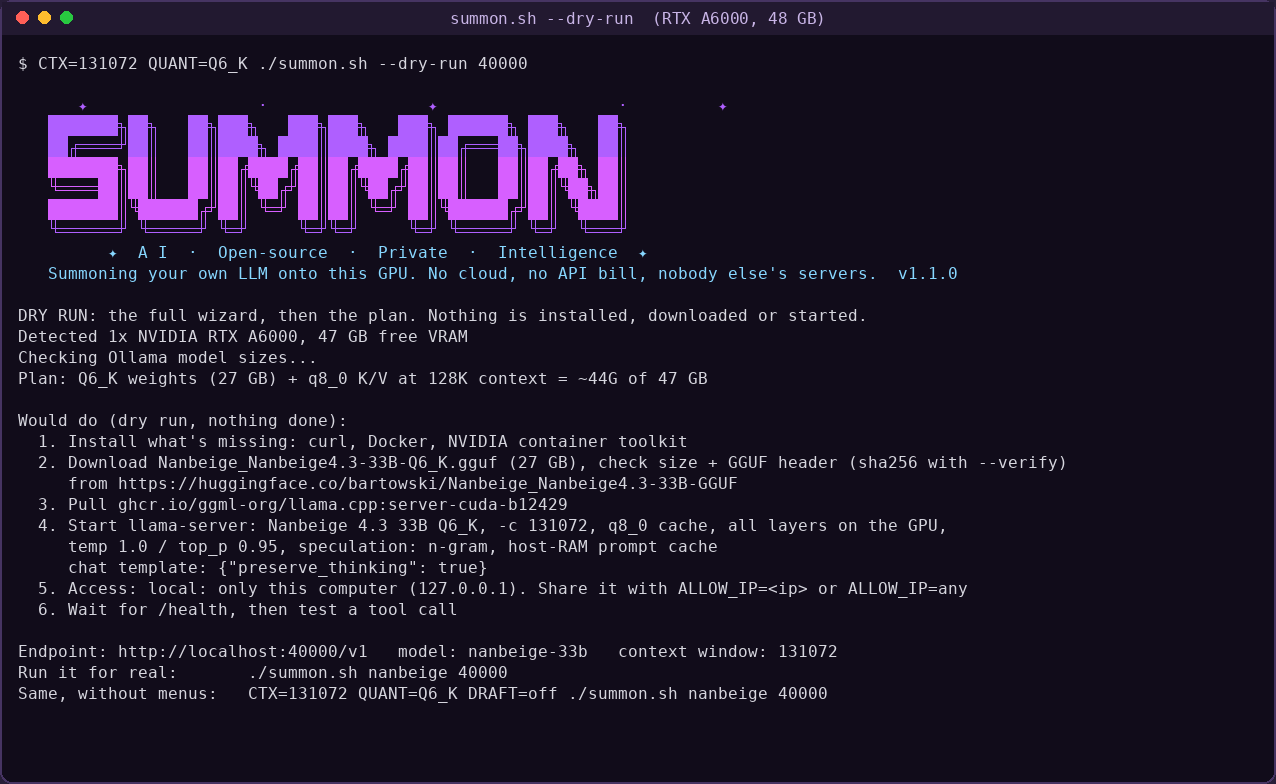 summon.sh --dry-run  (RTX A6000, 48 GB)
$ CTX=131072 QUANT=Q6_K ./summon.sh --dry-run 40000
SUMMON
✦  A I  ·  Open-source  ·  Private  ·  Intelligence  ✦
Summoning your own LLM onto this GPU. No cloud, no API bill, nobody else's servers.  v1.1.0
DRY RUN: the full wizard, then the plan. Nothing is installed, downloaded or started.
Detected 1x NVIDIA RTX A6000, 47 GB free VRAM
Checking Ollama model sizes...
Plan: Q6_K weights (27 GB) + q8_0 K/V at 128K context = ~44G of 47 GB
Would do (dry run, nothing done):
1. Install what's missing: curl, Docker, NVIDIA container toolkit
2. Download Nanbeige_Nanbeige4.3-33B-Q6_K.gguf (27 GB), check size + GGUF header (sha256 with --verify)
from https://huggingface.co/bartowski/Nanbeige_Nanbeige4.3-33B-GGUF
3. Pull ghcr.io/ggml-org/llama.cpp:server-cuda-b12429
4. Start llama-server: Nanbeige 4.3 33B Q6_K, -c 131072, q8_0 cache, all layers on the GPU,
temp 1.0 / top_p 0.95, speculation: n-gram, host-RAM prompt cache
chat template: {"preserve_thinking": true}
5. Access: local: only this computer (127.0.0.1). Share it with ALLOW_IP=<ip> or ALLOW_IP=any
6. Wait for /health, then test a tool call
Endpoint: http://localhost:40000/v1   model: nanbeige-33b   context window: 131072
Run it for real:       ./summon.sh nanbeige 40000
Same, without menus:   CTX=131072 QUANT=Q6_K DRAFT=off ./summon.sh nanbeige 40000